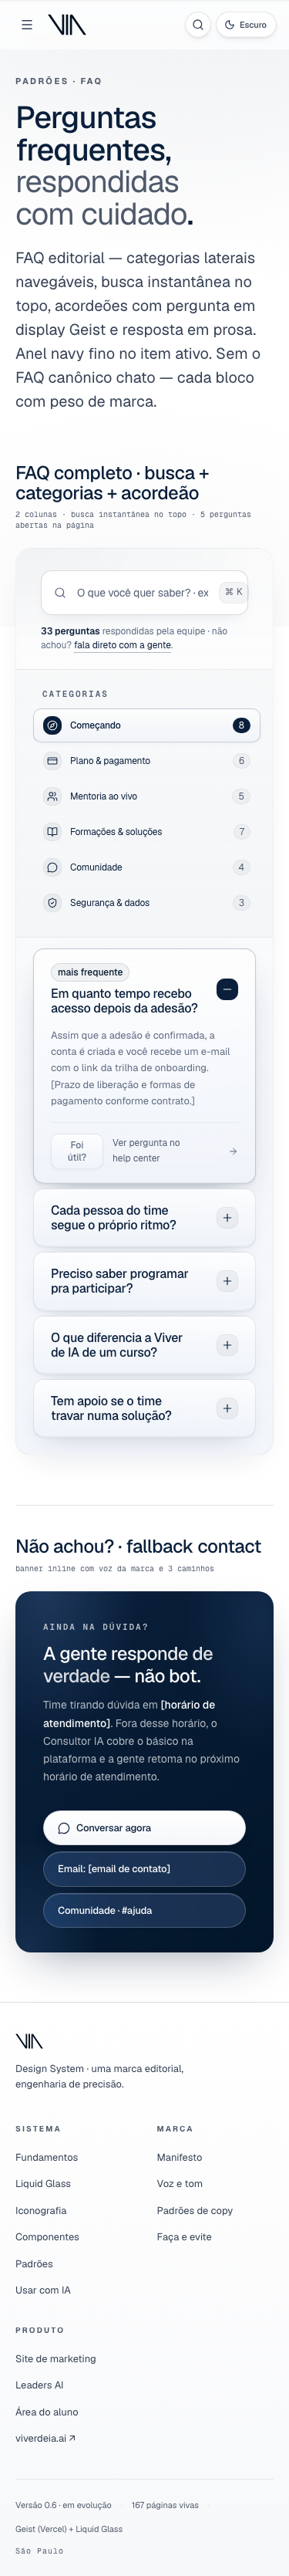 VIA
Escuro
PADRÕES · FAQ
Perguntas
frequentes,
respondidas
com cuidado.
FAQ editorial — categorias laterais
navegáveis, busca instantânea no
topo, acordeões com pergunta em
display Geist e resposta em prosa.
Anel navy fino no item ativo. Sem o
FAQ canônico chato — cada bloco
com peso de marca.
FAQ completo · busca +
categorias + acordeão
2 colunas · busca instantânea no topo · 5 perguntas
abertas na página
O que você quer saber? · ex
⌘ K
33 perguntas respondidas pela equipe · não
achou? fala direto com a gente.
CATEGORIAS
Começando 8
Plano & pagamento 6
Mentoria ao vivo 5
Formações & soluções 7
Comunidade 4
Segurança & dados 3
mais frequente
Em quanto tempo recebo
acesso depois da adesão?
Assim que a adesão é confirmada, a
conta é criada e você recebe um e-mail
com o link da trilha de onboarding.
[Prazo de liberação e formas de
pagamento conforme contrato.]
Foi
útil?
Ver pergunta no
help center →
Cada pessoa do time
segue o próprio ritmo?
Preciso saber programar
pra participar?
O que diferencia a Viver
de IA de um curso?
Tem apoio se o time
travar numa solução?
Não achou? · fallback contact
banner inline com voz da marca e 3 caminhos
AINDA NA DÚVIDA?
A gente responde de
verdade — não bot.
Time tirando dúvida em [horário de
atendimento]. Fora desse horário, o
Consultor IA cobre o básico na
plataforma e a gente retoma no próximo
horário de atendimento.
Conversar agora
Email: [email de contato]
Comunidade · #ajuda
VIA
Design System · uma marca editorial,
engenharia de precisão.
SISTEMA
Fundamentos
Liquid Glass
Iconografia
Componentes
Padrões
Usar com IA
MARCA
Manifesto
Voz e tom
Padrões de copy
Faça e evite
PRODUTO
Site de marketing
Leaders AI
Área do aluno
viverdeia.ai ↗
Versão 0.6 · em evolução · 167 páginas vivas ·
Geist (Vercel) + Liquid Glass
São Paulo